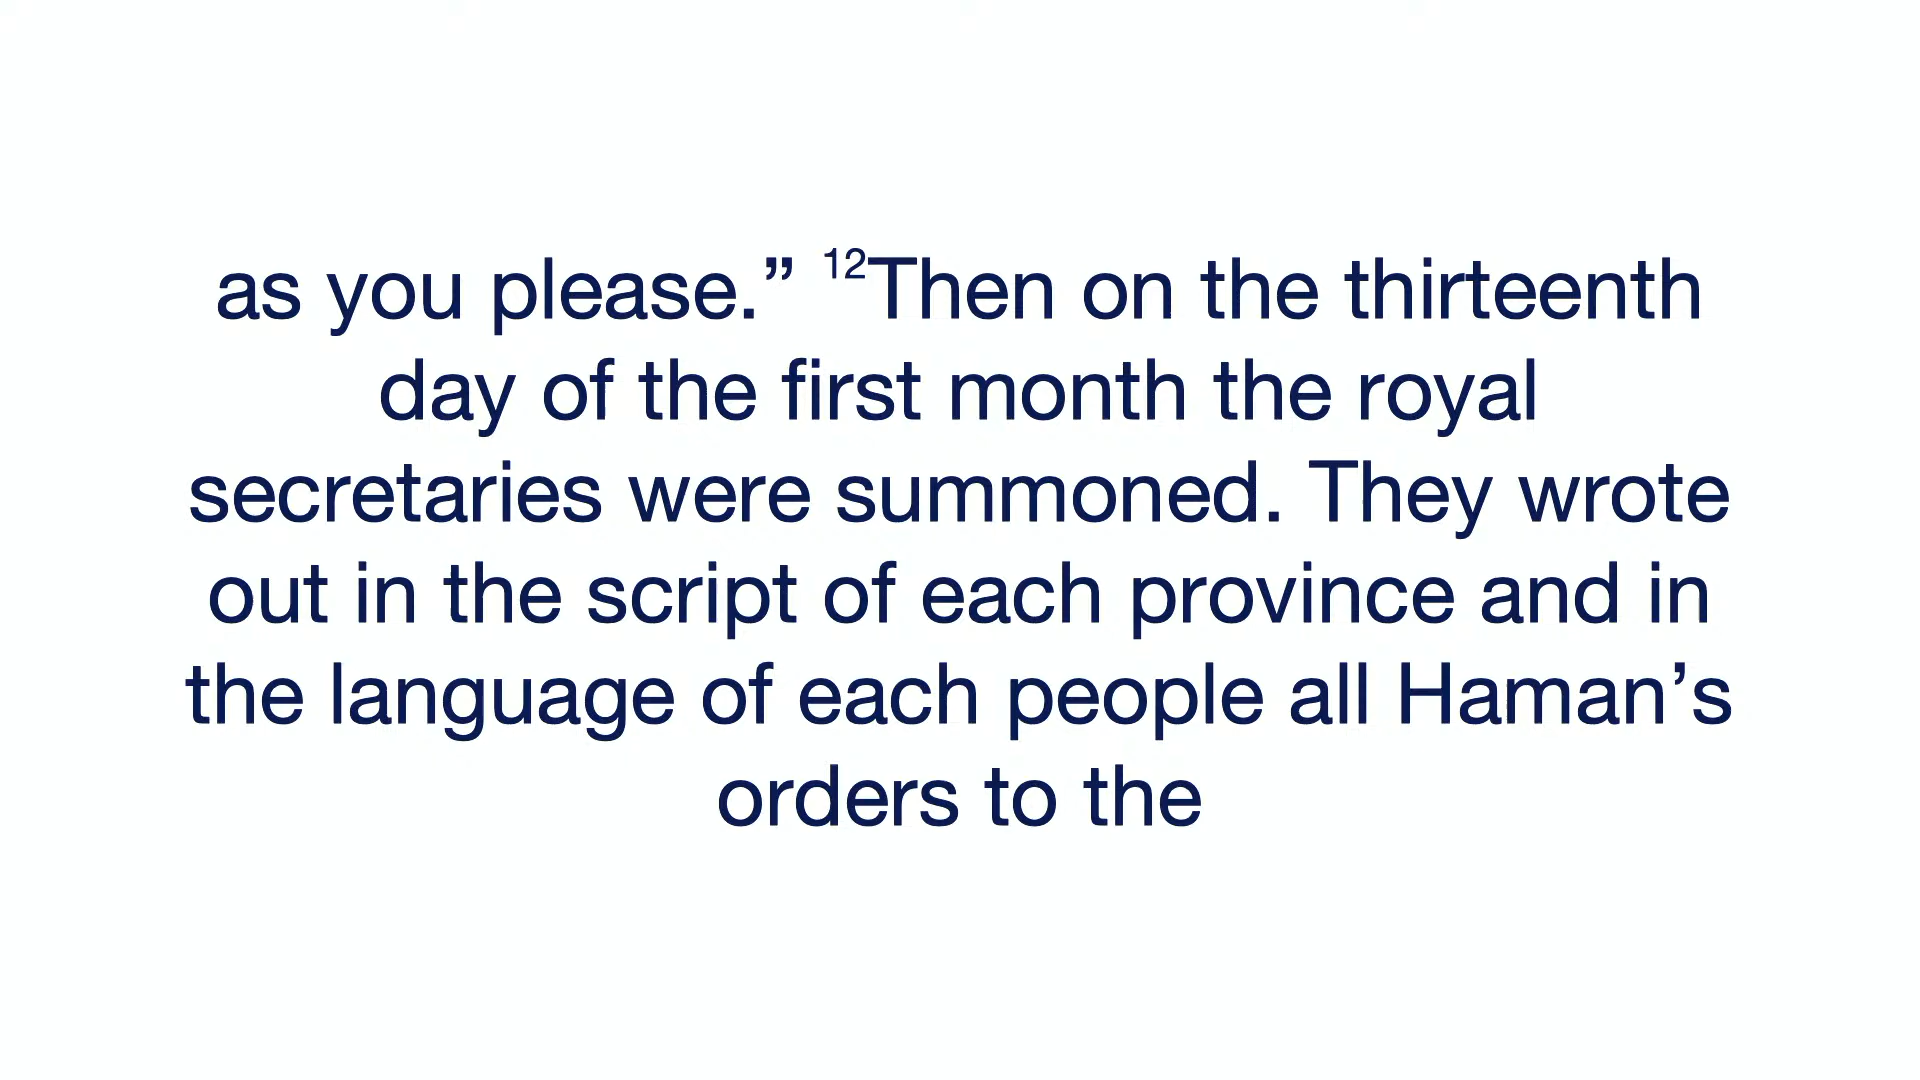 as you please.” ¹²Then on the thirteenth
day of the first month the royal
secretaries were summoned. They wrote
out in the script of each province and in
the language of each people all Haman’s
orders to the